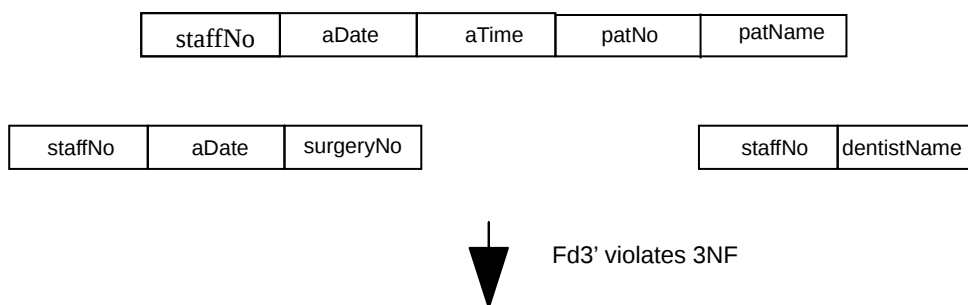 staffNo aDate aTime patNo patName
staffNo aDate surgeryNo staffNo dentistName
Fd3’ violates 3NF